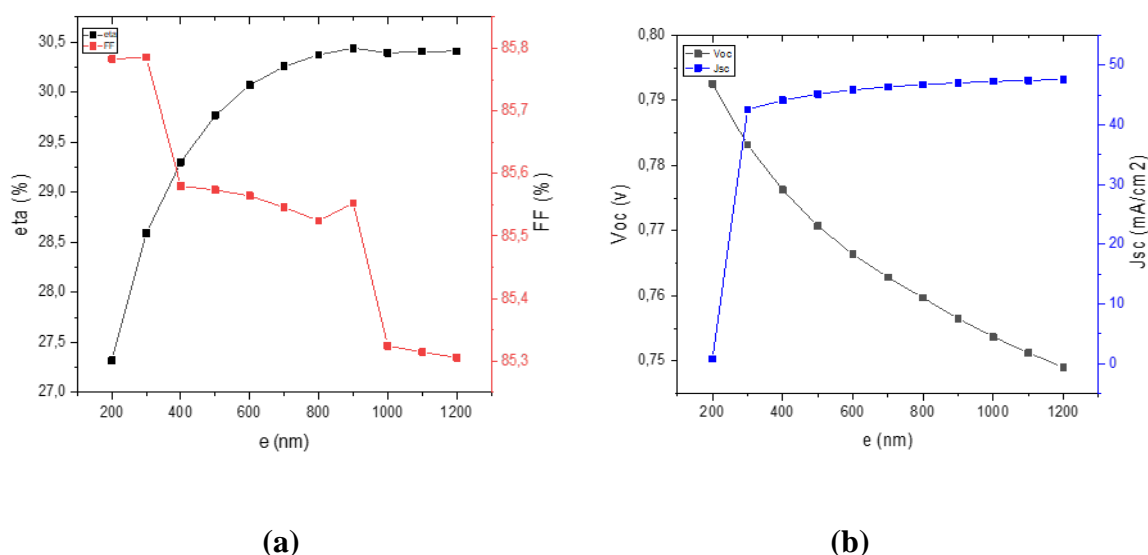 eta
FF
30,5
30,0
29,5
29,0
28,5
28,0
27,5
27,0
eta (%)
85,8
85,7
85,6
85,5
85,4
85,3
FF (%)
200 400 600 800 1000 1200
e (nm)
(a)
Voc
Jsc
0,80
0,79
0,78
0,77
0,76
0,75
Voc (v)
50
40
30
20
10
0
Jsc (mA/cm2)
200 400 600 800 1000 1200
e (nm)
(b)